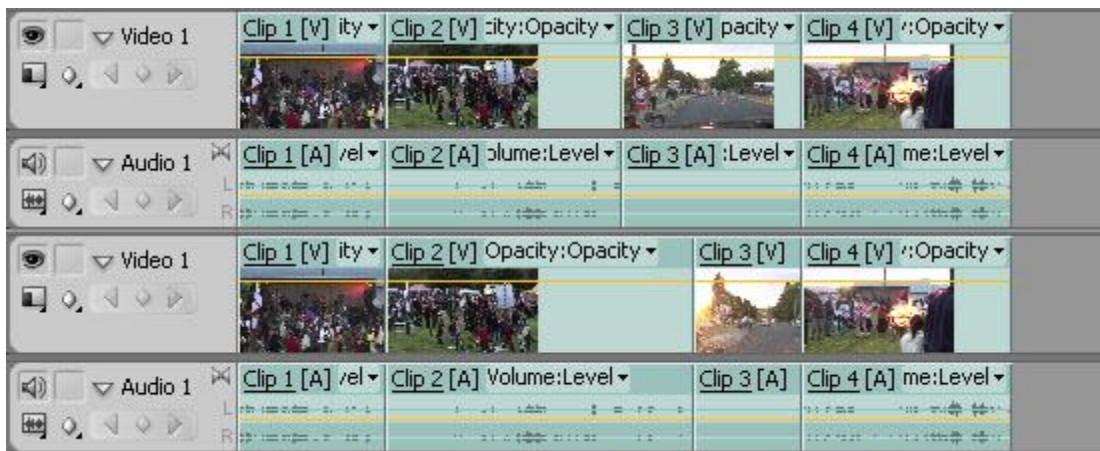 Video 1 Clip 1 [V] ity Clip 2 [V] city:Opacity Clip 3 [V] pacity Clip 4 [V] y:Opacity
Audio 1 Clip 1 [A] vel Clip 2 [A] olume:Level Clip 3 [A] :Level Clip 4 [A] me:Level
L
R
Video 1 Clip 1 [V] ity Clip 2 [V] Opacity:Opacity Clip 3 [V] Clip 4 [V] y:Opacity
Audio 1 Clip 1 [A] vel Clip 2 [A] Volume:Level Clip 3 [A] Clip 4 [A] me:Level
L
R